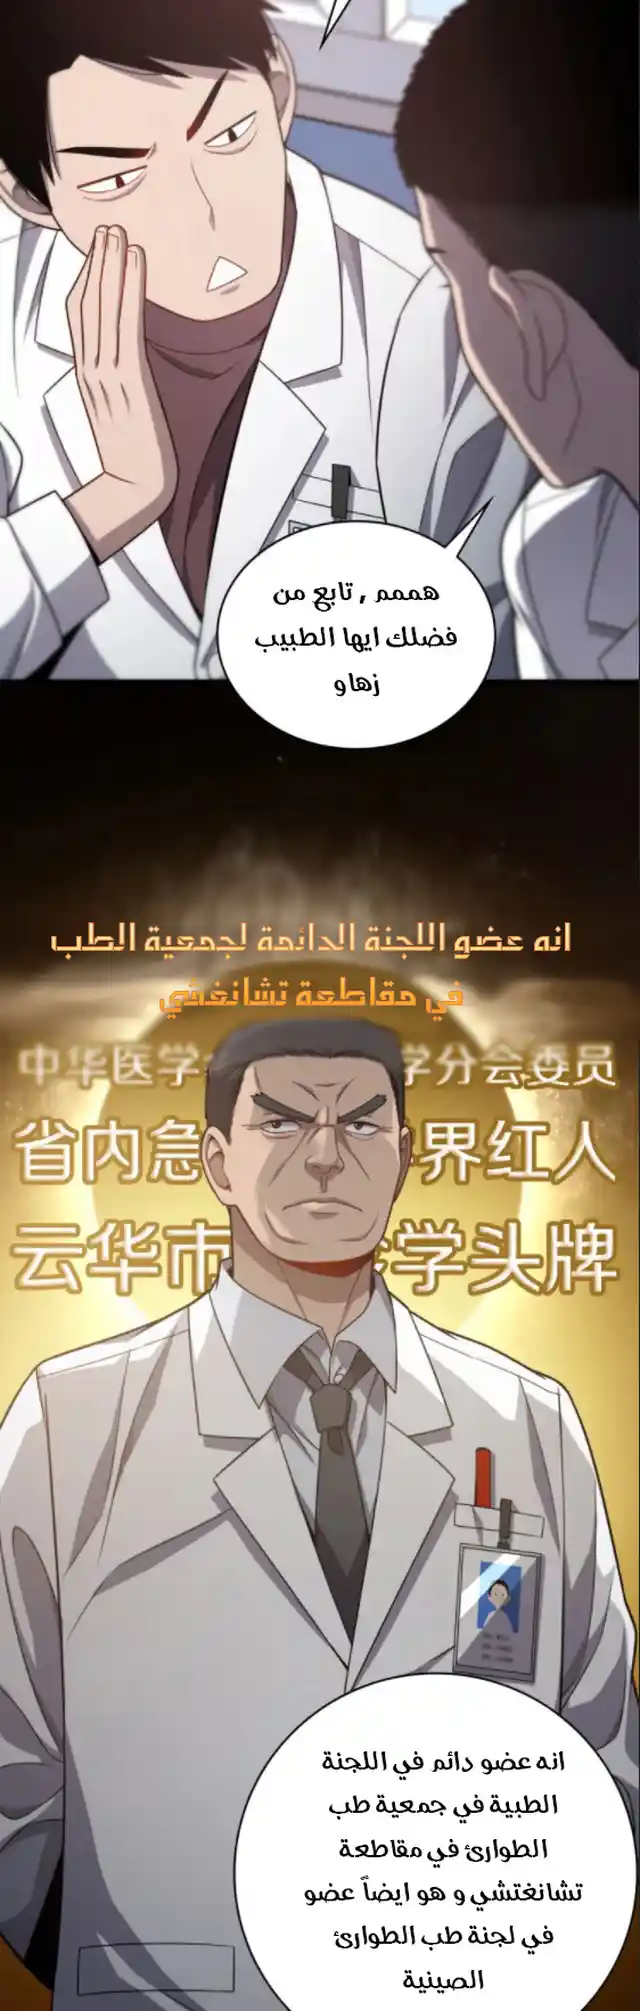 هممم , تابع من
فضلك ايها الطبيب
زهاو
انه عضو اللجنة الدائمة لجمعية الطب
في مقاطعة تشانغشي
中华医学 学分会委员
省内急 界红人
云华市 学头牌
انه عضو دائم في اللجنة
الطبية في جمعية طب
الطوارئ في مقاطعة
تشانغتشي و هو ايضاً عضو
في لجنة طب الطوارئ
الصينية